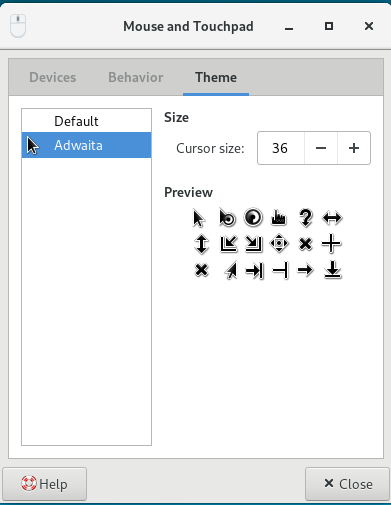 Mouse and Touchpad
Devices Behavior Theme
Default
Adwaita
Size
Cursor size: 36
Preview
Help
Close